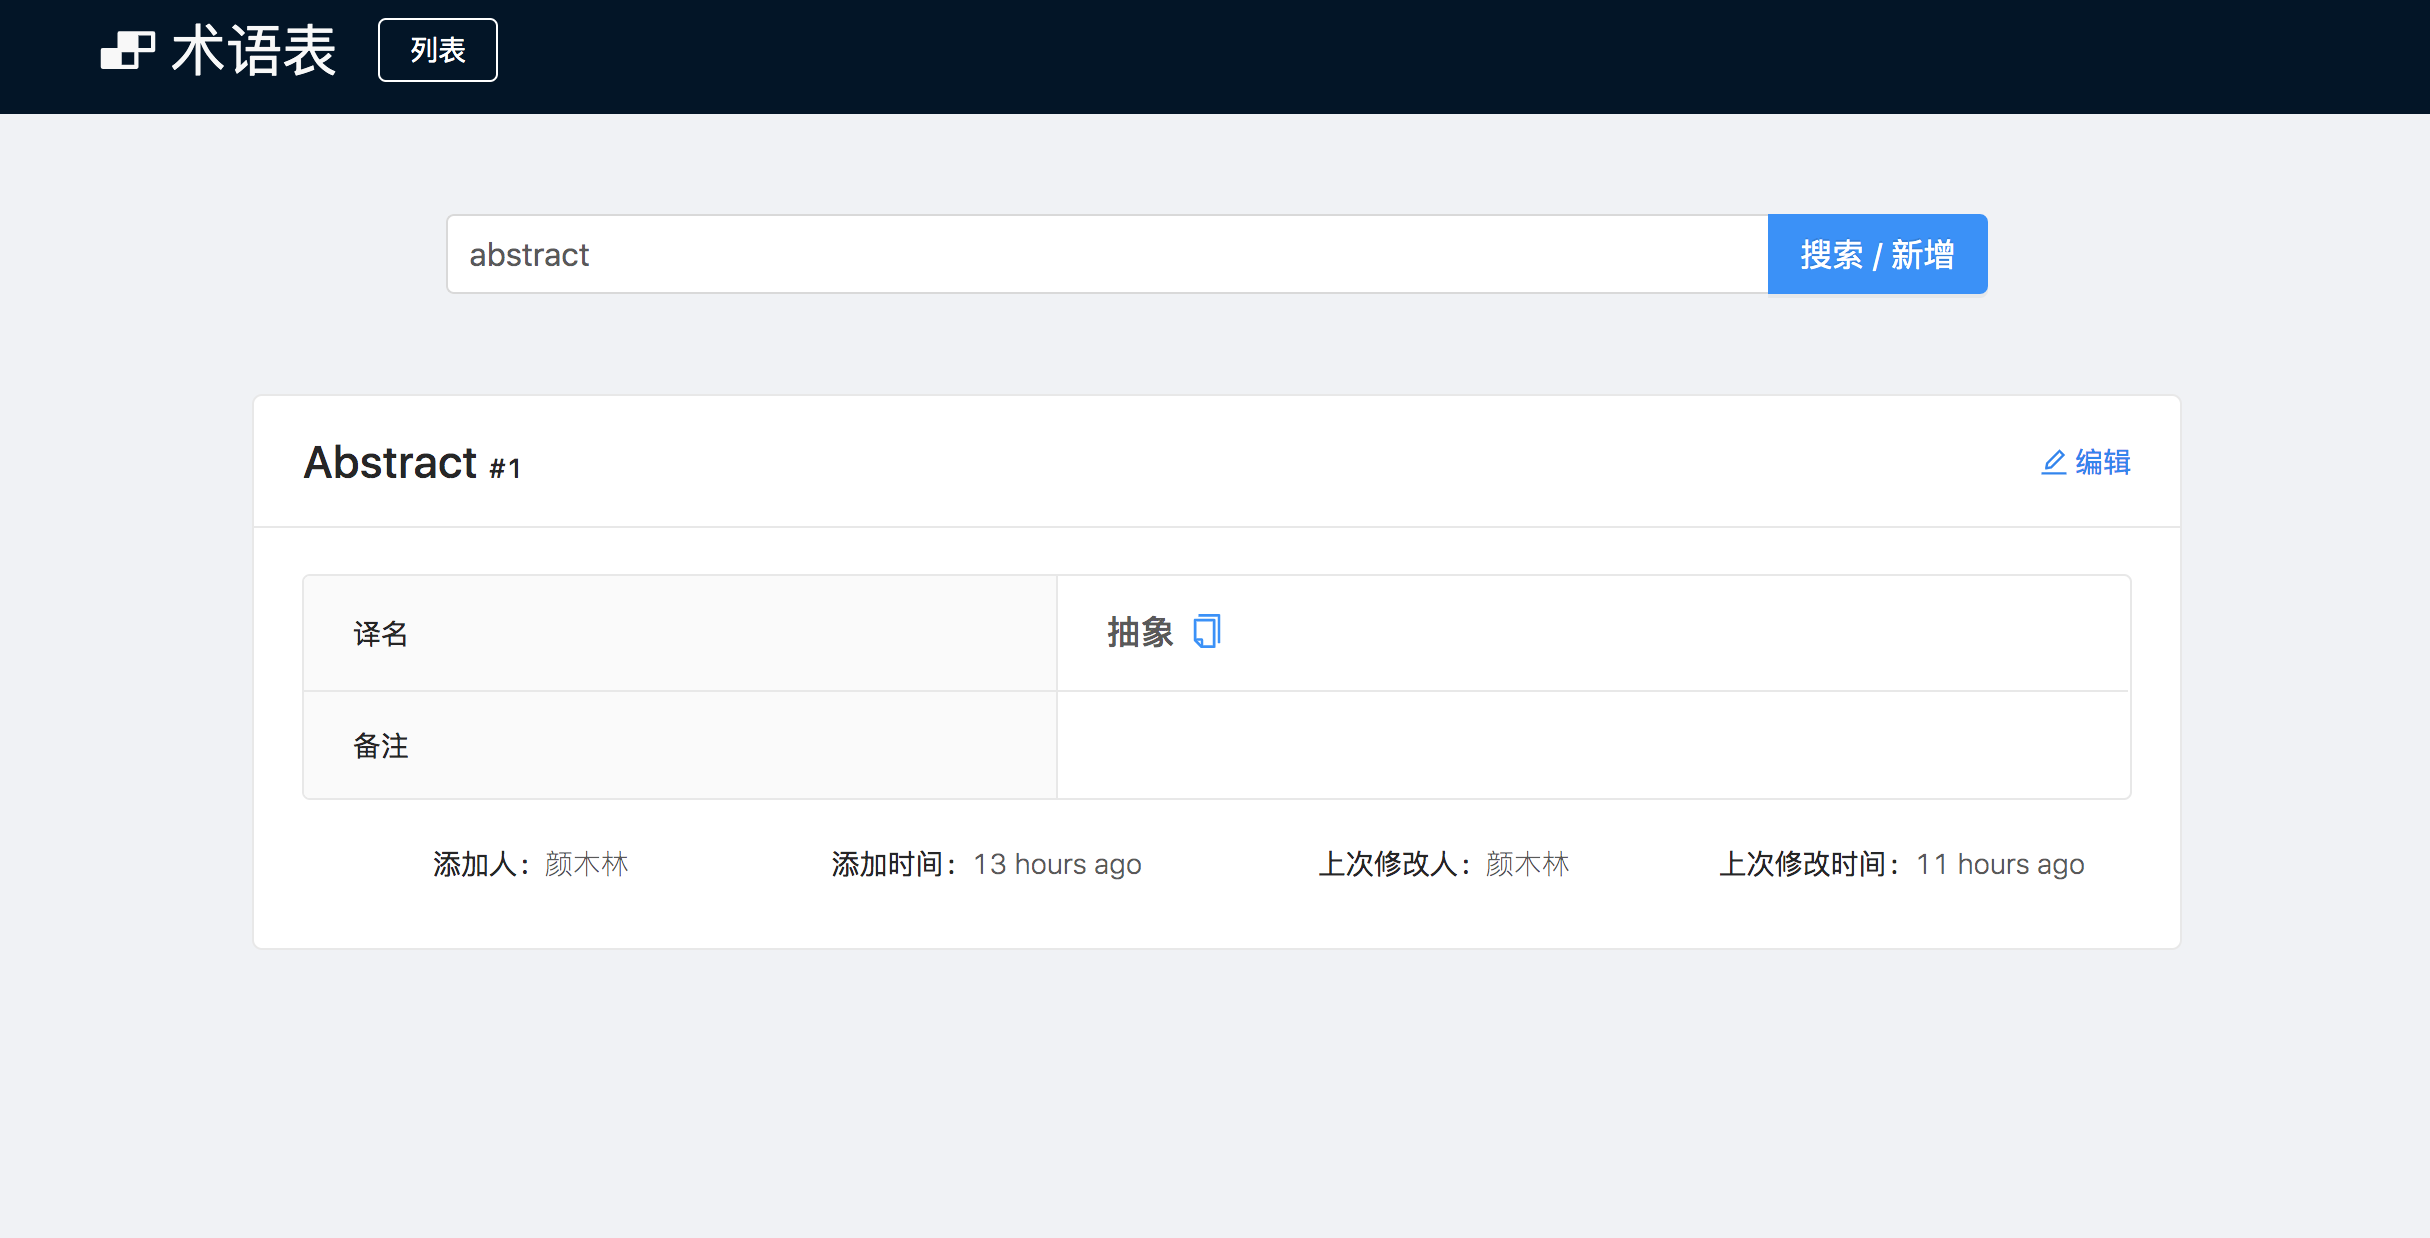 术语表 列表
abstract 搜索 / 新增
Abstract #1 编辑
译名 抽象
备注
添加人： 颜木林 添加时间： 13 hours ago 上次修改人： 颜木林 上次修改时间： 11 hours ago